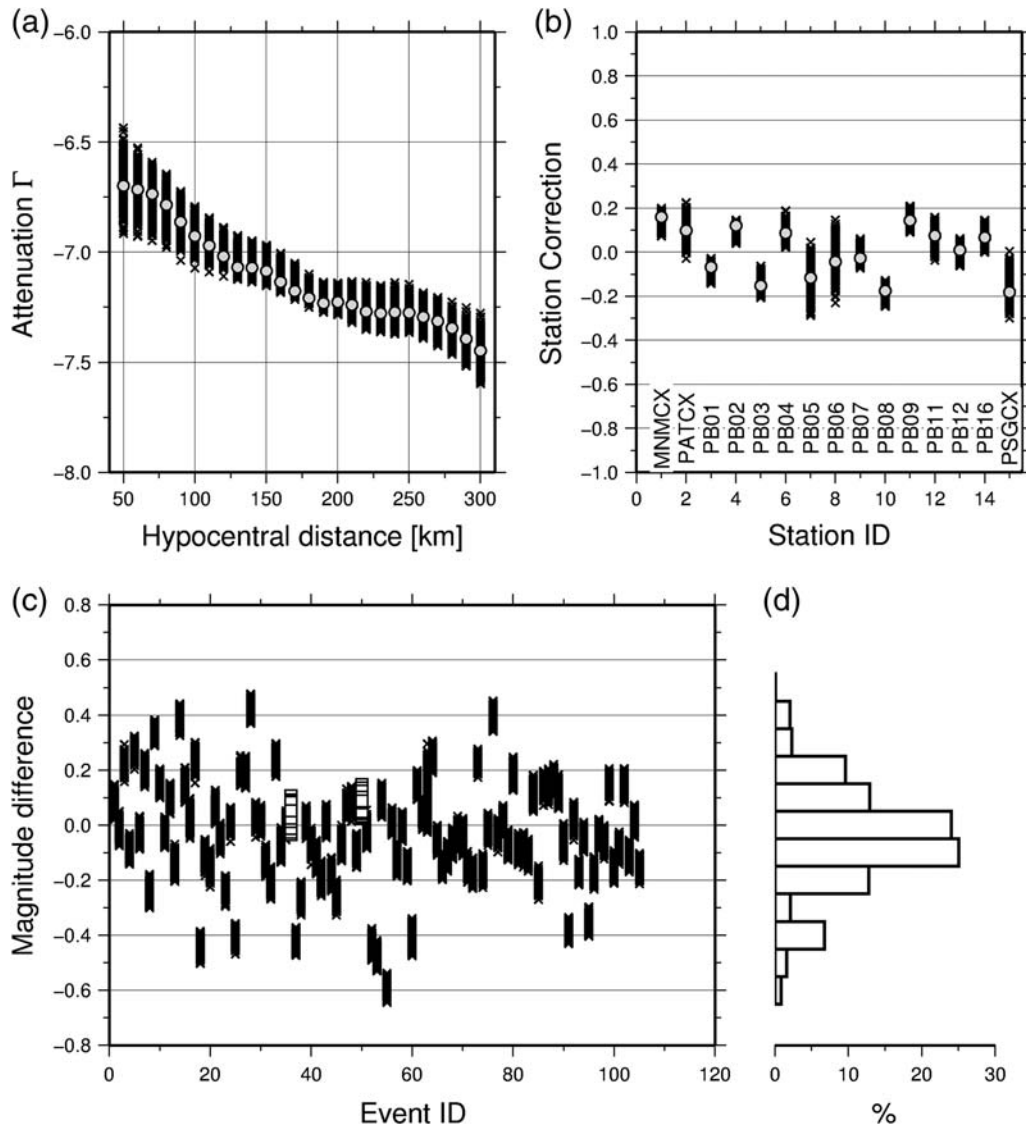 (a)
−6.0
−6.5
−7.0
−7.5
−8.0
Attenuation Γ
50 100 150 200 250 300
Hypocentral distance [km]
(b)
1.0
0.8
0.6
0.4
0.2
0.0
−0.2
−0.4
−0.6
−0.8
−1.0
Station Correction
MNMCX
PATCX
PB01
PB02
PB03
PB04
PB05
PB06
PB07
PB08
PB09
PB11
PB12
PB16
PSGCX
0 2 4 6 8 10 12 14
Station ID
(c)
0.8
0.6
0.4
0.2
0.0
−0.2
−0.4
−0.6
−0.8
Magnitude difference
0 20 40 60 80 100 120
Event ID
(d)
0 10 20 30
%